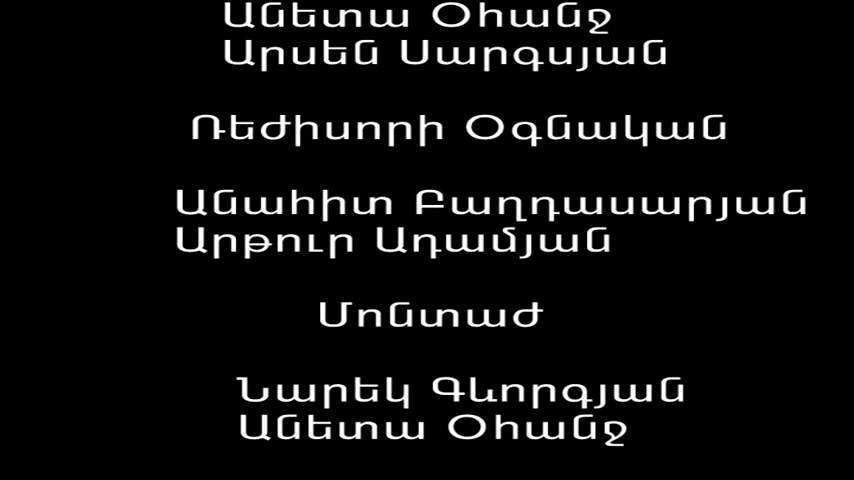 Անետա Օհանջ
Արսեն Սարգսյան
Ռեժիսորի Օգնական
Անահիտ Բաղդասարյան
Արթուր Ադամյան
Մոնտաժ
Նարեկ Գևորգյան
Անետա Օհանջ